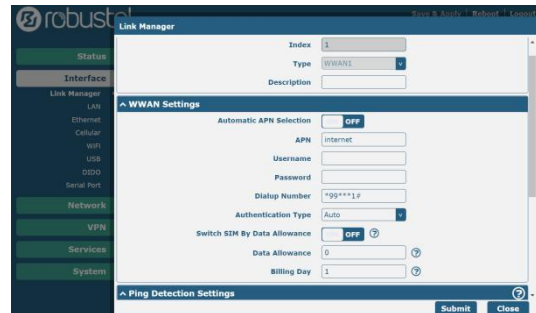 robustel
Save & Apply | Reboot | Logout
Link Manager
Status
Interface
Link Manager
LAN
Ethernet
Cellular
WiFi
USB
DIDO
Serial Port
Network
VPN
Services
System
Index 1
Type WWAN1 v
Description
^ WWAN Settings
Automatic APN Selection OFF
APN internet
Username
Password
Dialup Number *99***1#
Authentication Type Auto v
Switch SIM By Data Allowance OFF ?
Data Allowance 0 ?
Billing Day 1 ?
^ Ping Detection Settings ?
Submit Close